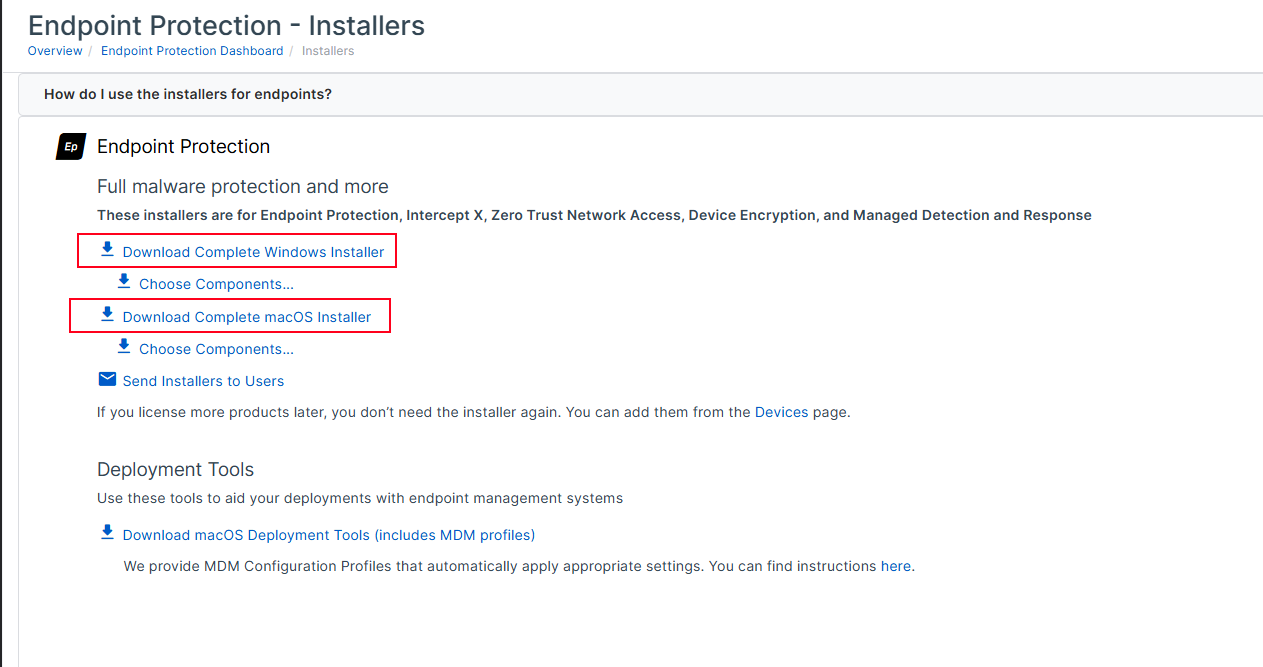 Endpoint Protection - Installers
Overview / Endpoint Protection Dashboard / Installers
How do I use the installers for endpoints?
Ep Endpoint Protection
Full malware protection and more
These installers are for Endpoint Protection, Intercept X, Zero Trust Network Access, Device Encryption, and Managed Detection and Response
Download Complete Windows Installer
Choose Components...
Download Complete macOS Installer
Choose Components...
Send Installers to Users
If you license more products later, you don’t need the installer again. You can add them from the Devices page.
Deployment Tools
Use these tools to aid your deployments with endpoint management systems
Download macOS Deployment Tools (includes MDM profiles)
We provide MDM Configuration Profiles that automatically apply appropriate settings. You can find instructions here.